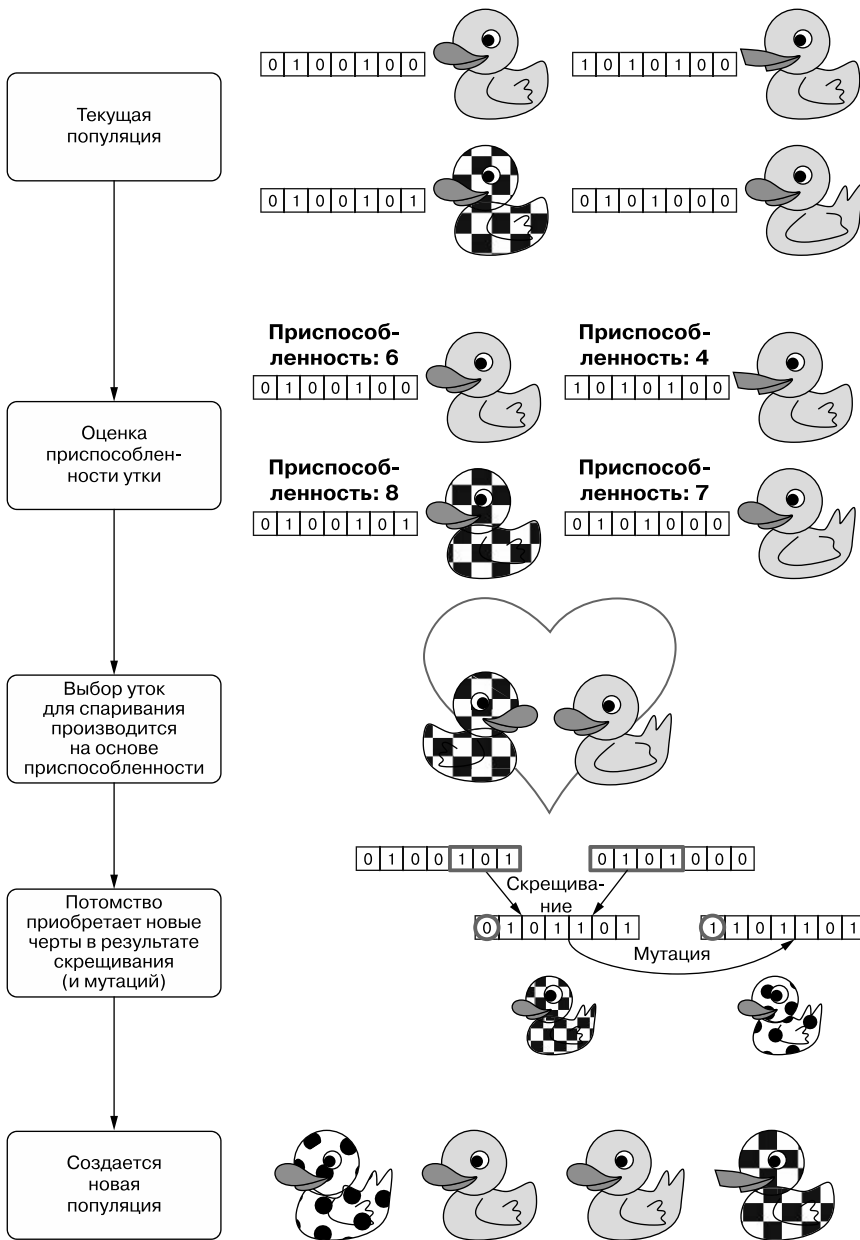 0 1 0 0 1 0 0
1 0 1 0 1 0 0
Текущая
популяция
0 1 0 0 1 0 1
0 1 0 1 0 0 0
Приспособ-
ленность: 6
0 1 0 0 1 0 0
Приспособ-
ленность: 4
1 0 1 0 1 0 0
Оценка
приспособлен-
ности утки
Приспособ-
ленность: 8
0 1 0 0 1 0 1
Приспособ-
ленность: 7
0 1 0 1 0 0 0
Выбор уток
для спаривания
производится
на основе
приспособленности
0 1 0 0 1 0 1
0 1 0 1 0 0 0
Скрещива-
ние
Потомство
приобретает новые
черты в результате
скрещивания
(и мутаций)
0 1 0 1 1 0 1
1 1 0 1 1 0 1
Мутация
Создается
новая
популяция